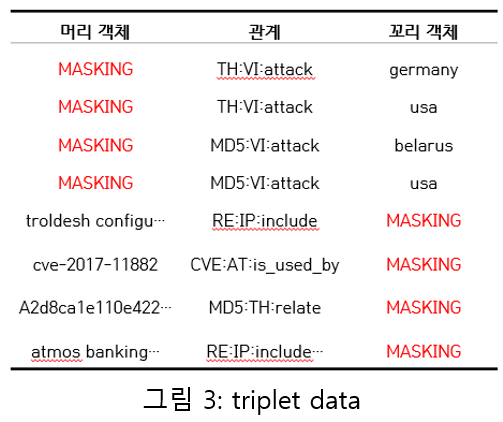 머리 객체 관계 꼬리 객체
MASKING TH:VI:attack germany
MASKING TH:VI:attack usa
MASKING MD5:VI:attack belarus
MASKING MD5:VI:attack usa
troldesh configu… RE:IP:include MASKING
cve-2017-11882 CVE:AT:is_used_by MASKING
A2d8ca1e110e422… MD5:TH:relate MASKING
atmos banking… RE:IP:include… MASKING
그림 3: triplet data